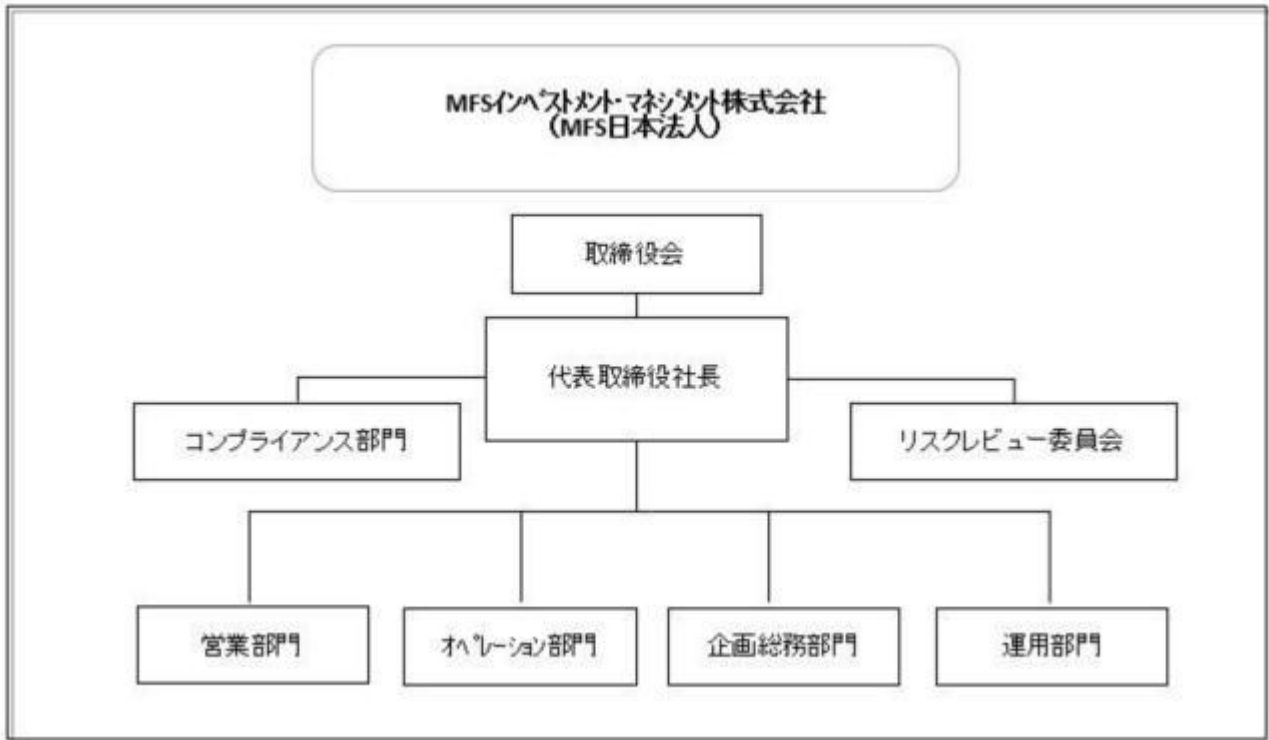 MFSインベストメント・マネジメント株式会社
（MFS日本法人）
取締役会
代表取締役社長
コンプライアンス部門
リスクレビュー委員会
営業部門
オペレーション部門
企画総務部門
運用部門